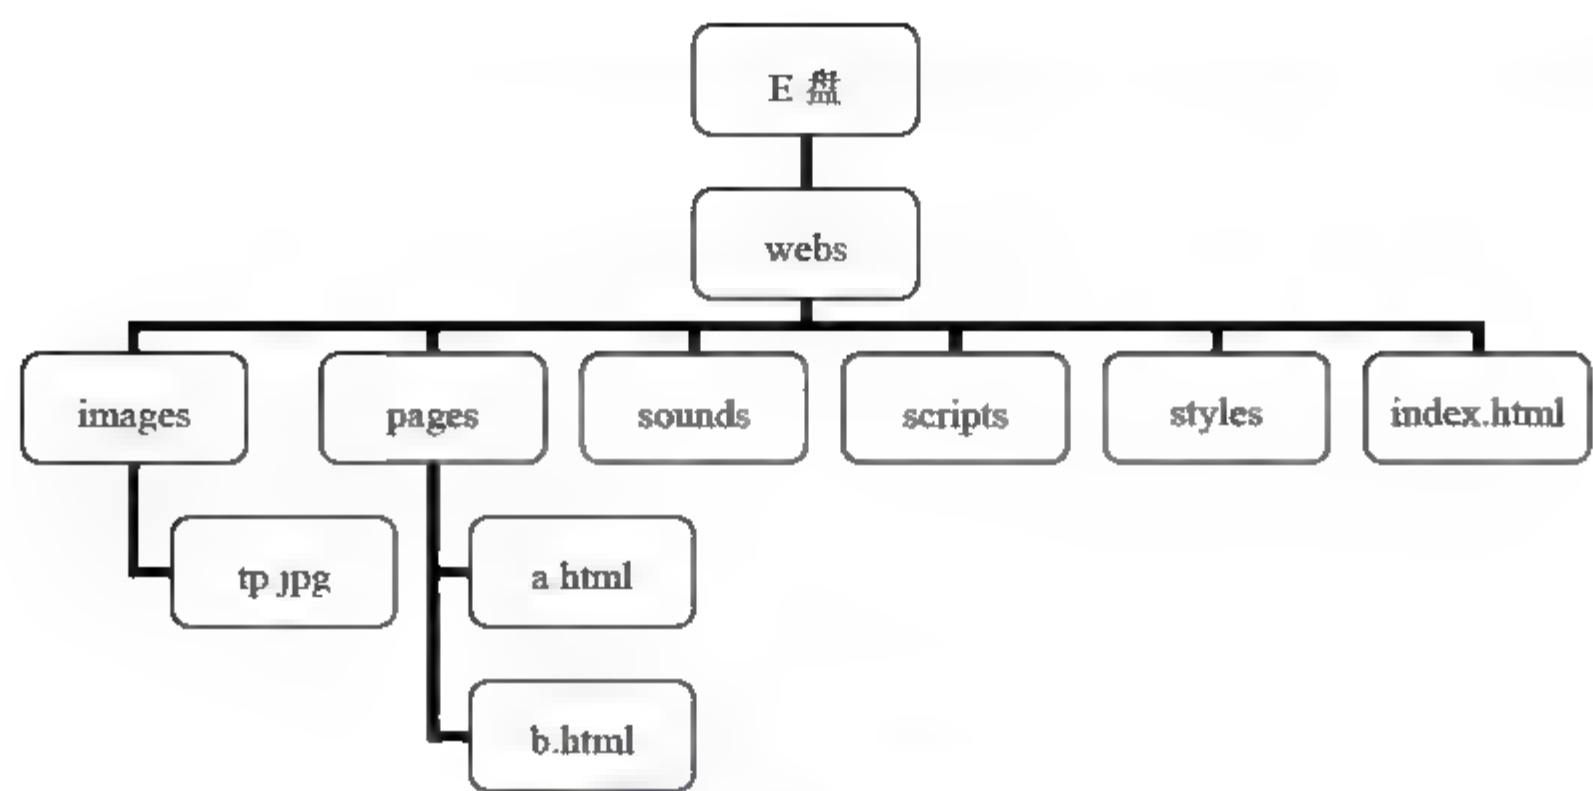 E 盘
webs
images
pages
sounds
scripts
styles
index.html
tp jpg
a html
b.html